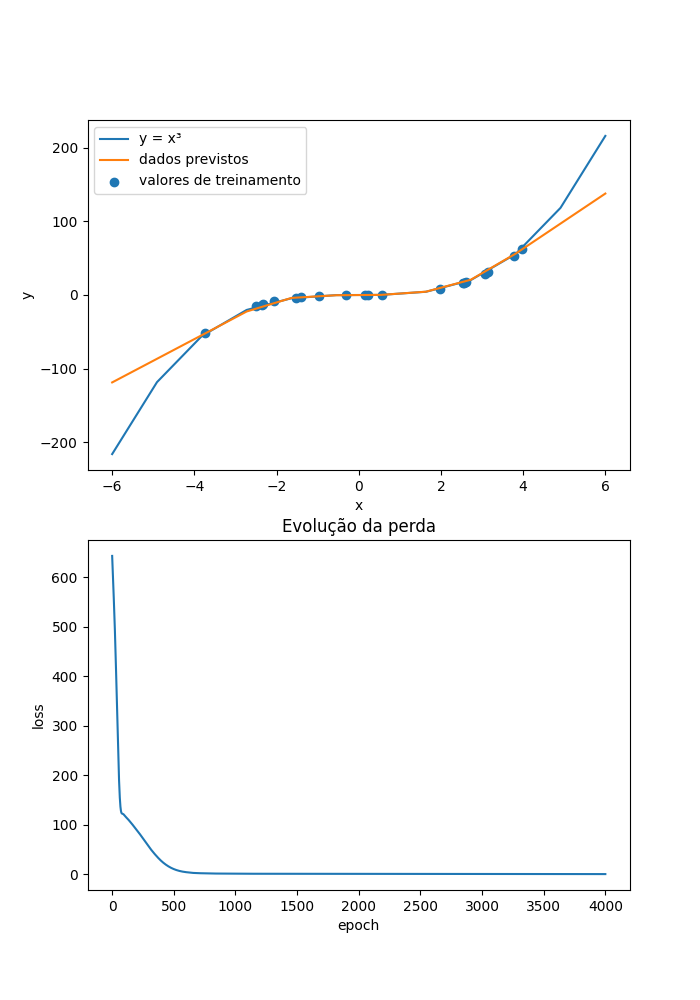 y = x³
dados previstos
valores de treinamento
200
100
0
−100
−200
y
−6 −4 −2 0 2 4 6
x
Evolução da perda
600
500
400
300
200
100
0
loss
0 500 1000 1500 2000 2500 3000 3500 4000
epoch